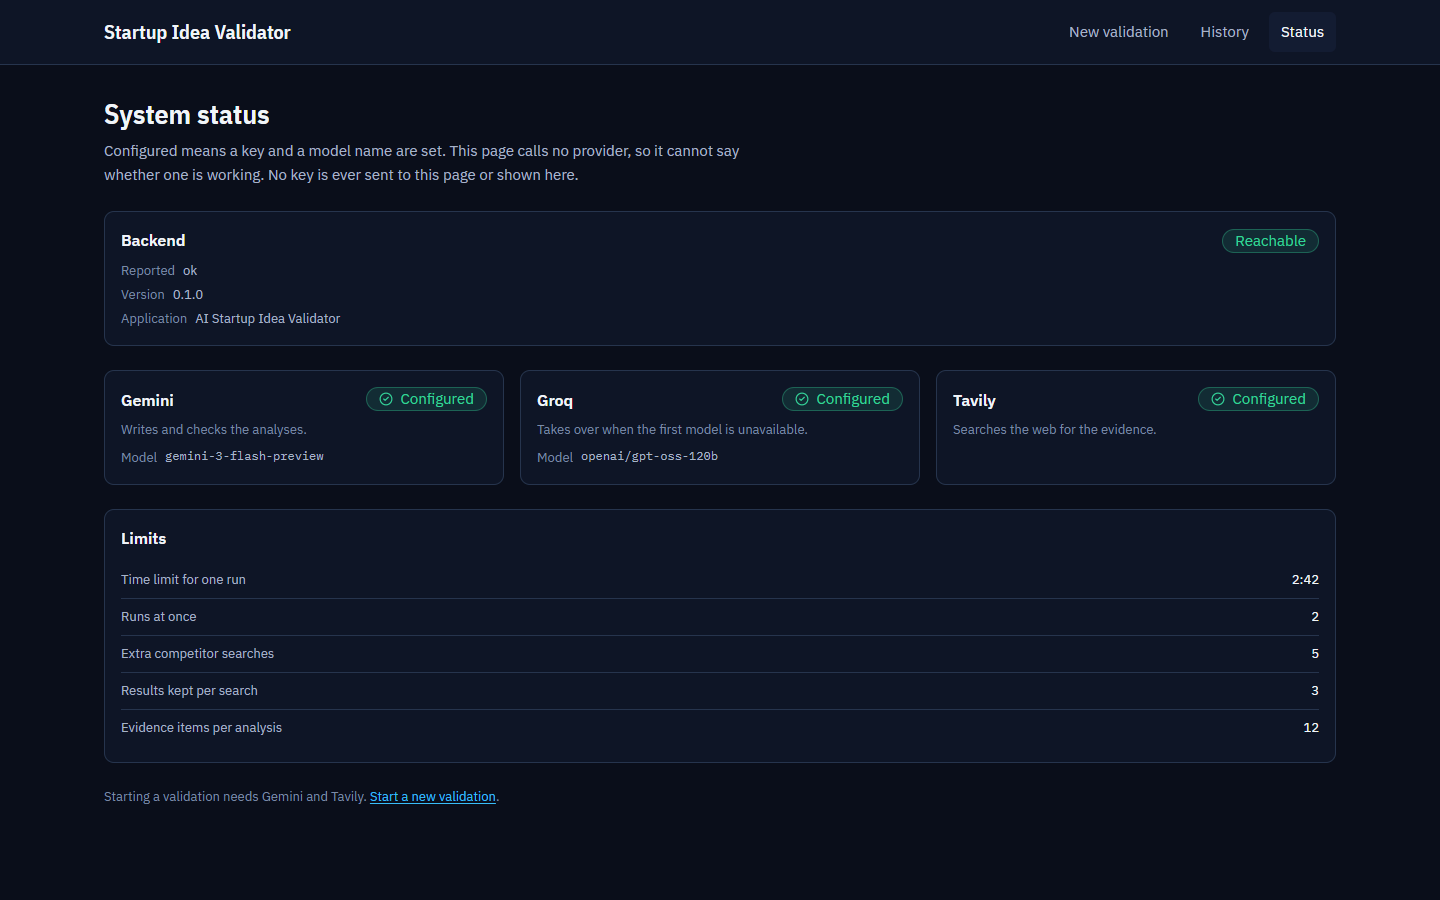 Startup Idea Validator
New validation
History
Status
System status
Configured means a key and a model name are set. This page calls no provider, so it cannot say
whether one is working. No key is ever sent to this page or shown here.
Backend
Reachable
Reported ok
Version 0.1.0
Application AI Startup Idea Validator
Gemini
Configured
Writes and checks the analyses.
Model gemini-3-flash-preview
Groq
Configured
Takes over when the first model is unavailable.
Model openai/gpt-oss-120b
Tavily
Configured
Searches the web for the evidence.
Limits
Time limit for one run 2:42
Runs at once 2
Extra competitor searches 5
Results kept per search 3
Evidence items per analysis 12
Starting a validation needs Gemini and Tavily. Start a new validation.